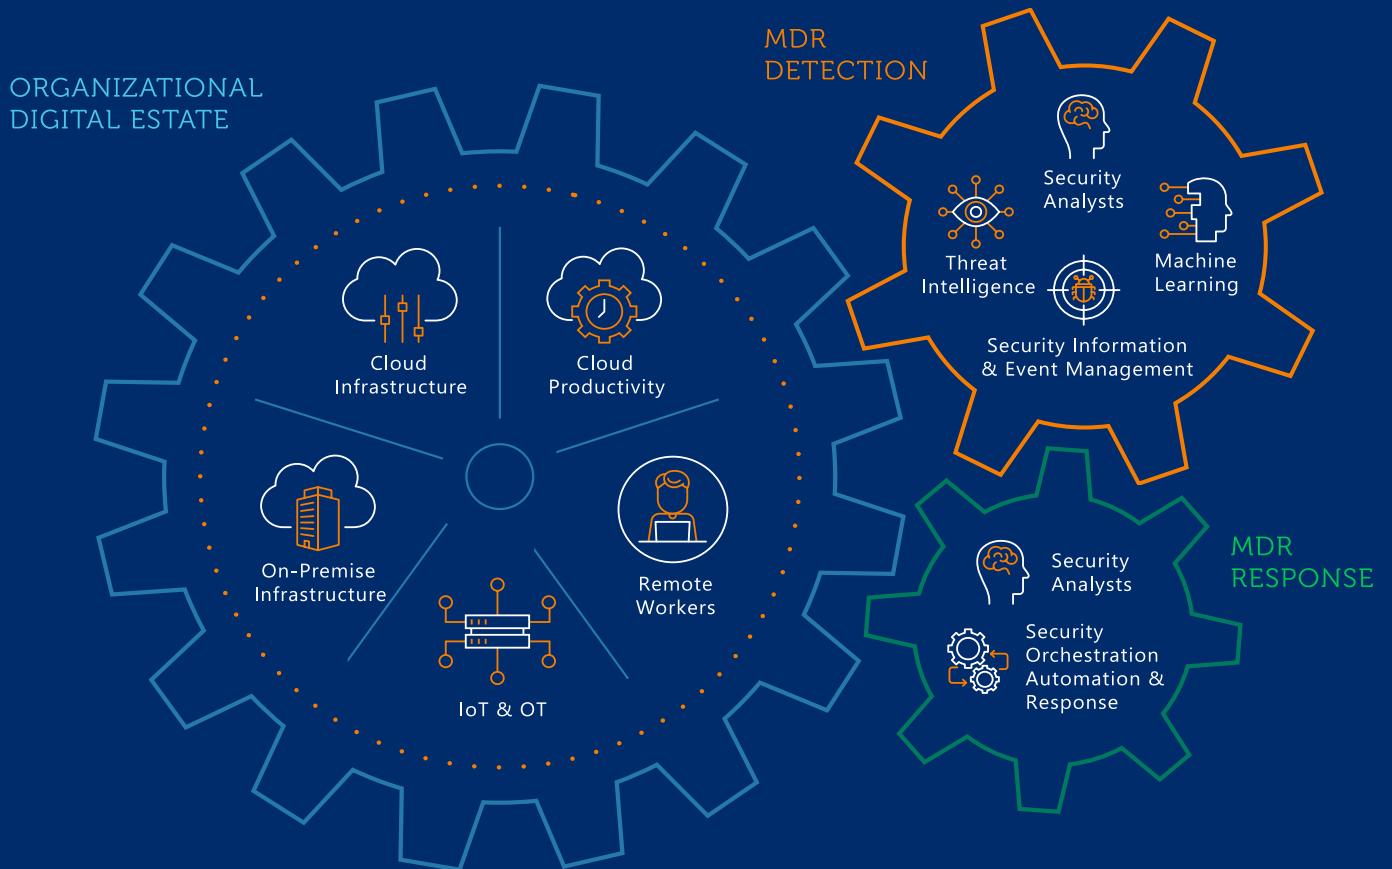 ORGANIZATIONAL
DIGITAL ESTATE
Cloud
Infrastructure
Cloud
Productivity
On-Premise
Infrastructure
Remote
Workers
IoT & OT
MDR
DETECTION
Security
Analysts
Threat
Intelligence
Machine
Learning
Security Information
& Event Management
MDR
RESPONSE
Security
Analysts
Security
Orchestration
Automation &
Response